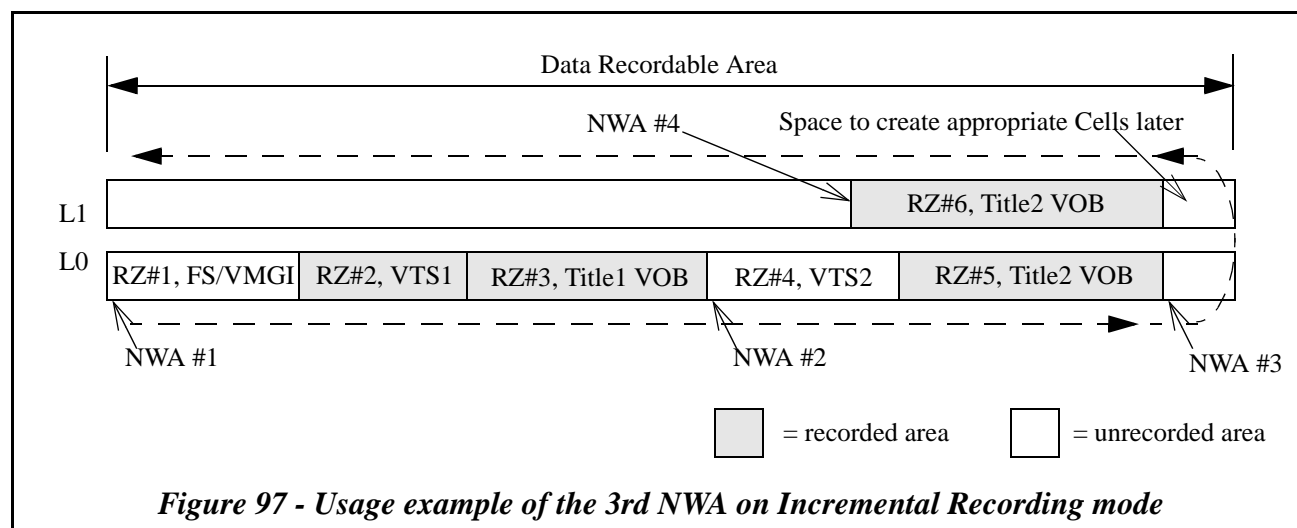 Data Recordable Area
NWA #4
Space to create appropriate Cells later
L1
RZ#6, Title2 VOB
L0
RZ#1, FS/VMGI
RZ#2, VTS1
RZ#3, Title1 VOB
RZ#4, VTS2
RZ#5, Title2 VOB
NWA #1
NWA #2
NWA #3
= recorded area
= unrecorded area
Figure 97 - Usage example of the 3rd NWA on Incremental Recording mode